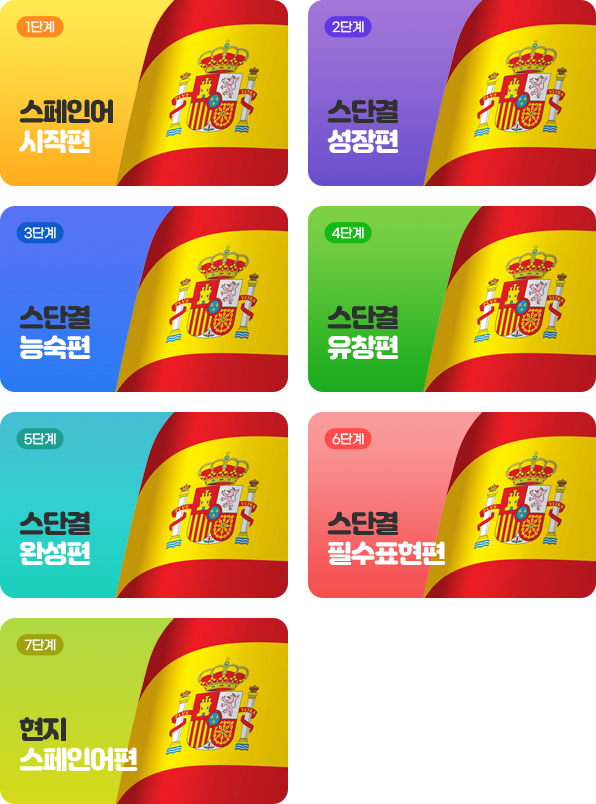 1단계
스페인어
시작편
2단계
스단결
성장편
3단계
스단결
능숙편
4단계
스단결
유창편
5단계
스단결
완성편
6단계
스단결
필수표현편
7단계
현지
스페인어편